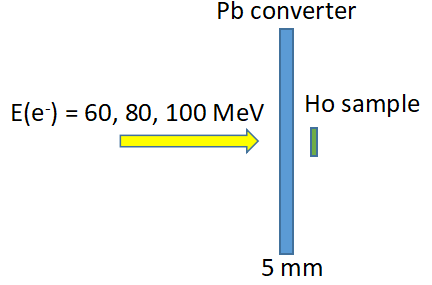 Pb converter
E(e-) = 60, 80, 100 MeV
Ho sample
5 mm